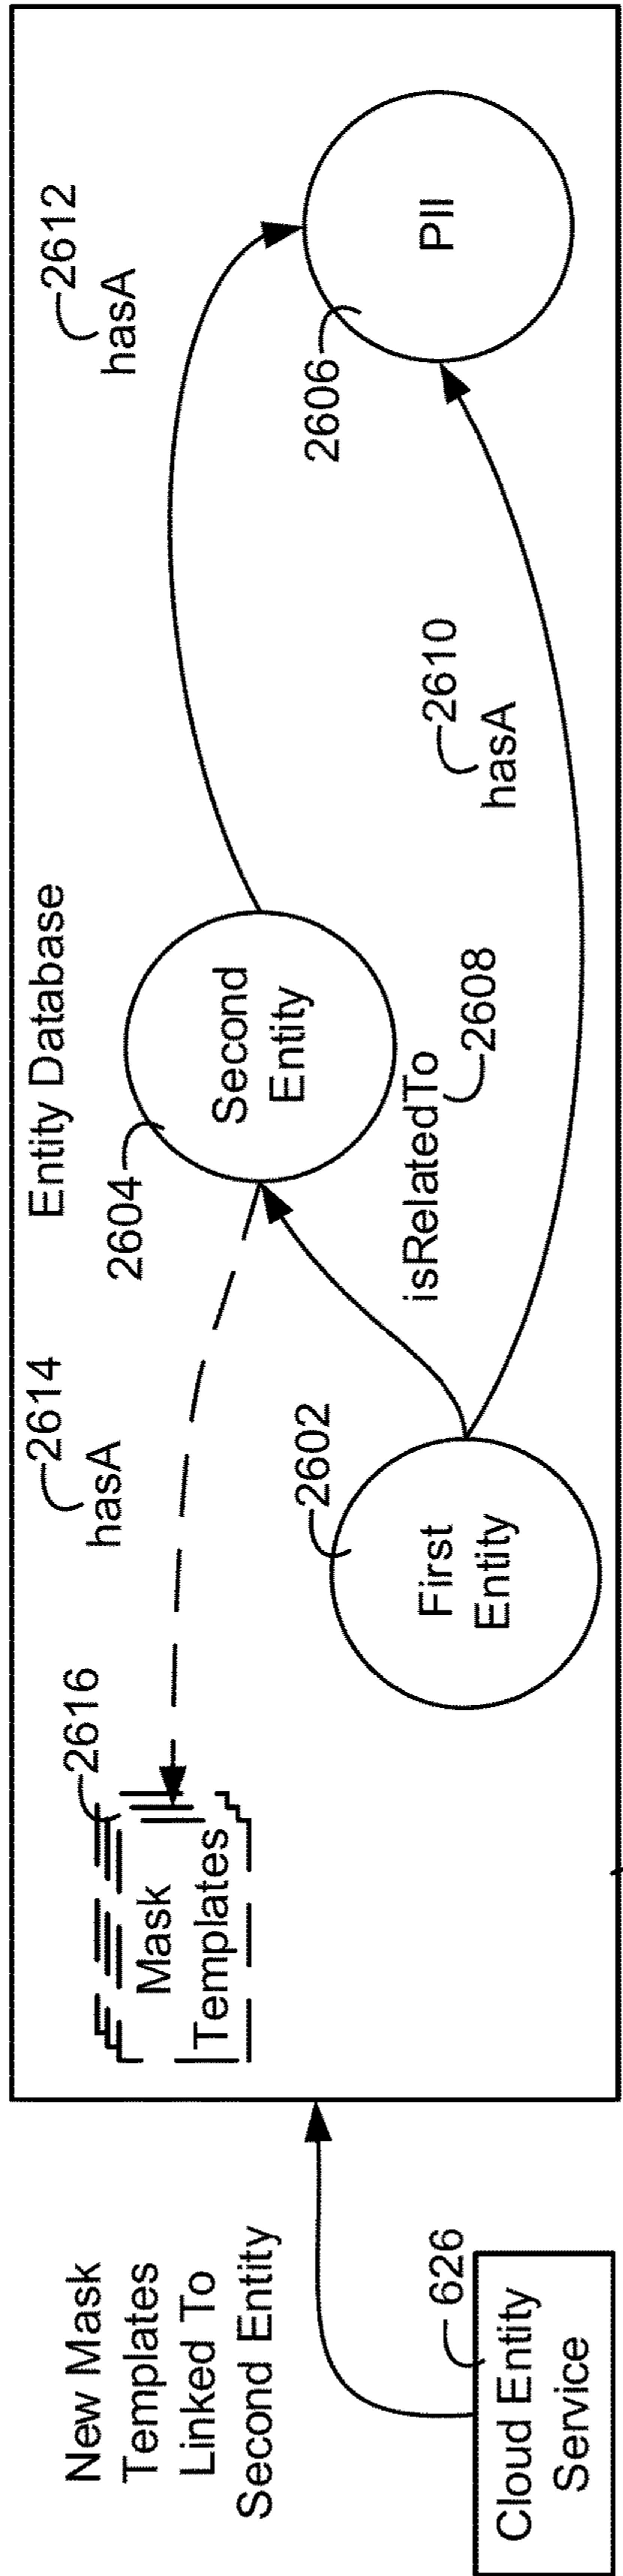 Entity Database
New Mask
Templates
Linked To
Second Entity
626
Cloud Entity
Service
2616
Mask
Templates
2614
hasA
2602
First
Entity
2604
Second
Entity
isRelatedTo
2608
2610
hasA
2612
hasA
2606
PII